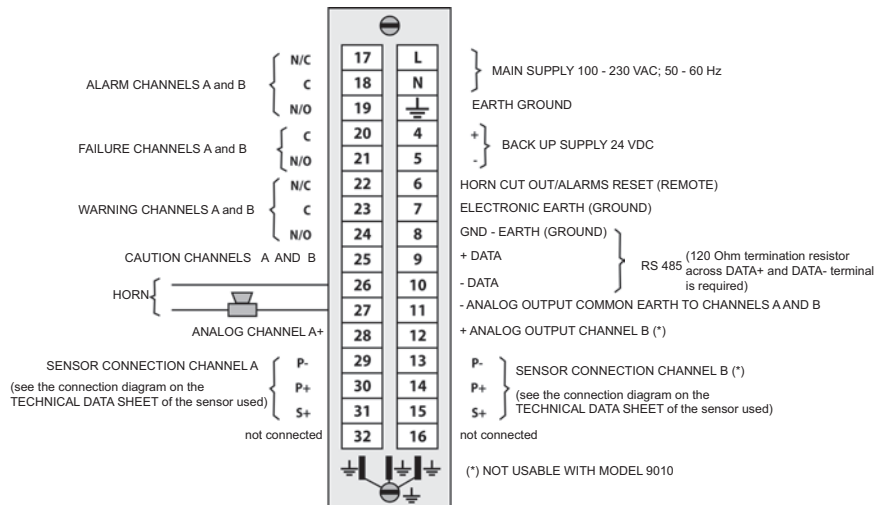 N/C 17 L
ALARM CHANNELS A and B C 18 N MAIN SUPPLY 100 - 230 VAC; 50 - 60 Hz
N/O 19 EARTH GROUND
C 20 4 +
FAILURE CHANNELS A and B BACK UP SUPPLY 24 VDC
N/O 21 5 -
N/C 22 6 HORN CUT OUT/ALARMS RESET (REMOTE)
WARNING CHANNELS A and B C 23 7 ELECTRONIC EARTH (GROUND)
N/O 24 8 GND - EARTH (GROUND)
CAUTION CHANNELS A AND B 25 9 + DATA
RS 485 (120 Ohm termination resistor
across DATA+ and DATA- terminal
is required)
HORN 26 10 - DATA
27 11 - ANALOG OUTPUT COMMON EARTH TO CHANNELS A AND B
ANALOG CHANNEL A+ 28 12 + ANALOG OUTPUT CHANNEL B (*)
SENSOR CONNECTION CHANNEL A P- 29 13 P- SENSOR CONNECTION CHANNEL B (*)
(see the connection diagram on the P+ 30 14 P+ (see the connection diagram on the
TECHNICAL DATA SHEET of the sensor used) S+ 31 15 S+ TECHNICAL DATA SHEET of the sensor used)
not connected 32 16 not connected
(*) NOT USABLE WITH MODEL 9010